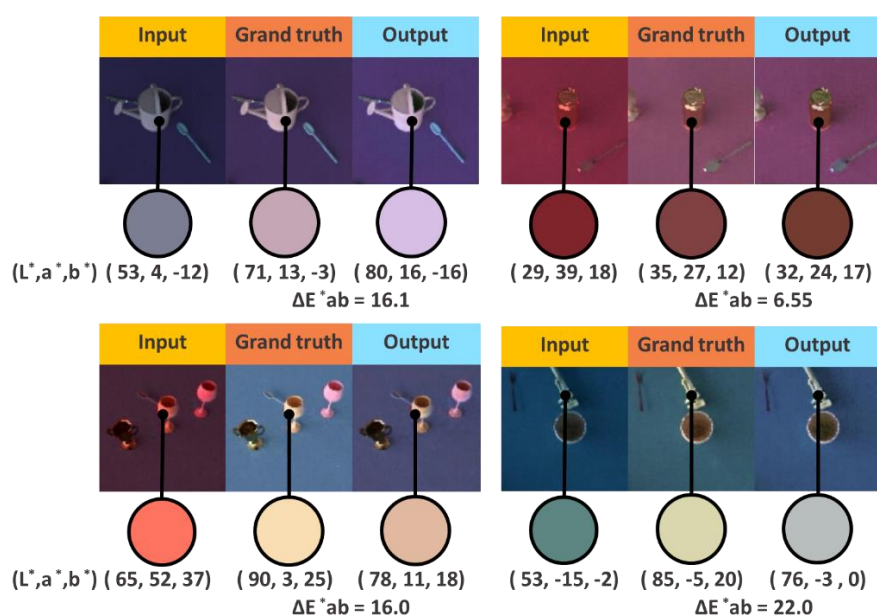 Input Grand truth Output Input Grand truth Output
(L*,a*,b*) ( 53, 4, -12) (71, 13, -3) (80, 16, -16) ( 29, 39, 18) ( 35, 27, 12) ( 32, 24, 17)
ΔE*ab = 16.1 ΔE*ab = 6.55
Input Grand truth Output Input Grand truth Output
(L*,a*,b*) ( 65, 52, 37) ( 90, 3, 25) ( 78, 11, 18) ( 53, -15, -2) ( 85, -5, 20) ( 76, -3 , 0)
ΔE*ab = 16.0 ΔE*ab = 22.0